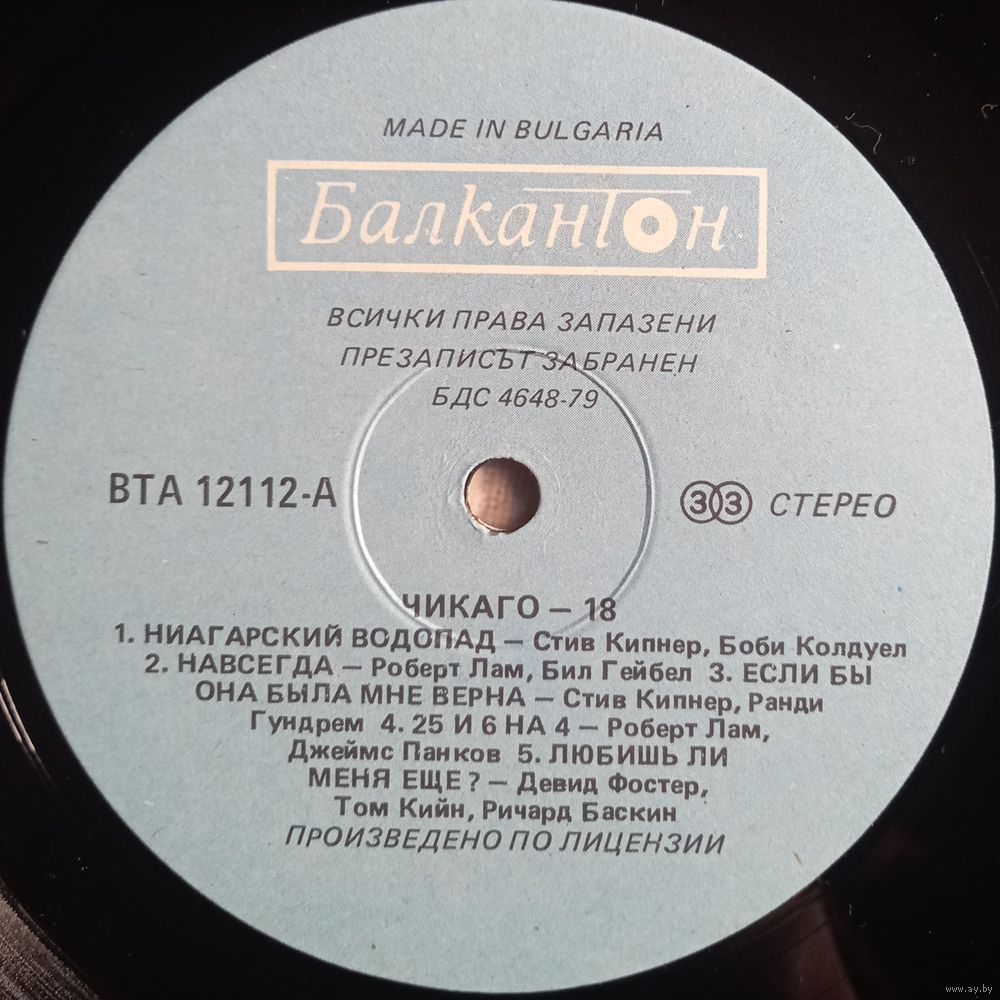 MADE IN BULGARIA
Балкантон
ВСИЧКИ ПРАВА ЗАПАЗЕНИ
ПРЕЗАПИСЪТ ЗАБРАНЕН
БДС 4648-79
ВТА 12112-А
33 СТЕРЕО
ЧИКАГО – 18
1. НИАГАРСКИЙ ВОДОПАД – Стив Кипнер, Боби Колдуел
2. НАВСЕГДА – Роберт Лам, Бил Гейбел 3. ЕСЛИ БЫ
ОНА БЫЛА МНЕ ВЕРНА – Стив Кипнер, Ранди
Гундрем 4. 25 И 6 НА 4 – Роберт Лам,
Джеймс Панков 5. ЛЮБИШЬ ЛИ
МЕНЯ ЕЩЕ? – Девид Фостер,
Том Кийн, Ричард Баскин
ПРОИЗВЕДЕНО ПО ЛИЦЕНЗИИ
www.ay.by